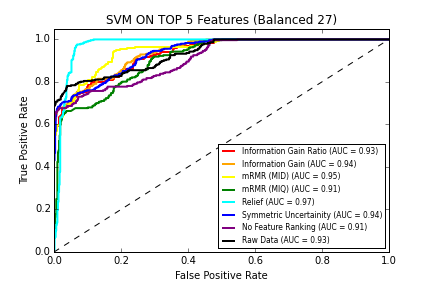 SVM ON TOP 5 Features (Balanced 27)
True Positive Rate
1.0
0.8
0.6
0.4
0.2
0.0
Information Gain Ratio (AUC = 0.93)
Information Gain (AUC = 0.94)
mRMR (MID) (AUC = 0.95)
mRMR (MIQ) (AUC = 0.91)
Relief (AUC = 0.97)
Symmetric Uncertainity (AUC = 0.94)
No Feature Ranking (AUC = 0.91)
Raw Data (AUC = 0.93)
0.0 0.2 0.4 0.6 0.8 1.0
False Positive Rate